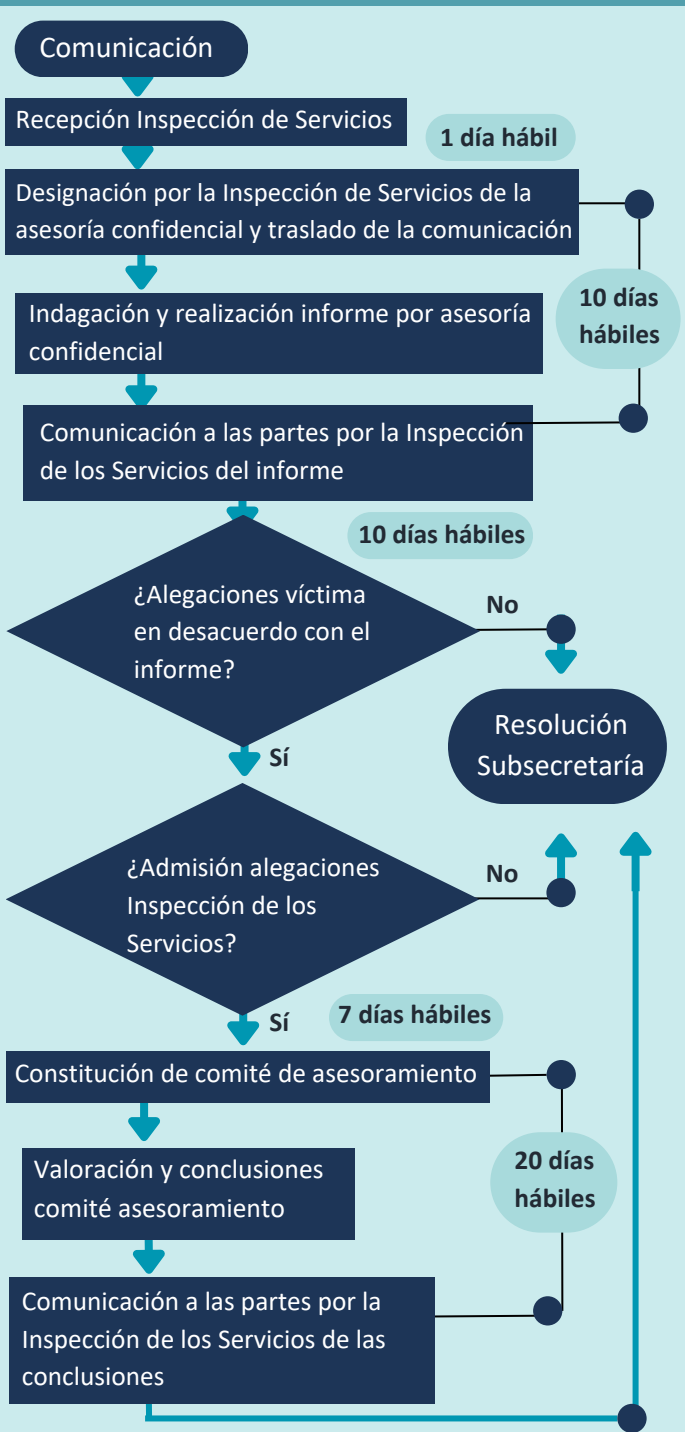 Comunicación
Recepción Inspección de Servicios
1 día hábil
Designación por la Inspección de Servicios de la
asesoría confidencial y traslado de la comunicación
10 días
hábiles
Indagación y realización informe por asesoría
confidencial
Comunicación a las partes por la Inspección
de los Servicios del informe
10 días hábiles
¿Alegaciones víctima
en desacuerdo con el
informe?
No
Resolución
Subsecretaría
Sí
¿Admisión alegaciones
Inspección de los
Servicios?
No
Sí
7 días hábiles
Constitución de comité de asesoramiento
20 días
hábiles
Valoración y conclusiones
comité asesoramiento
Comunicación a las partes por la
Inspección de los Servicios de las
conclusiones